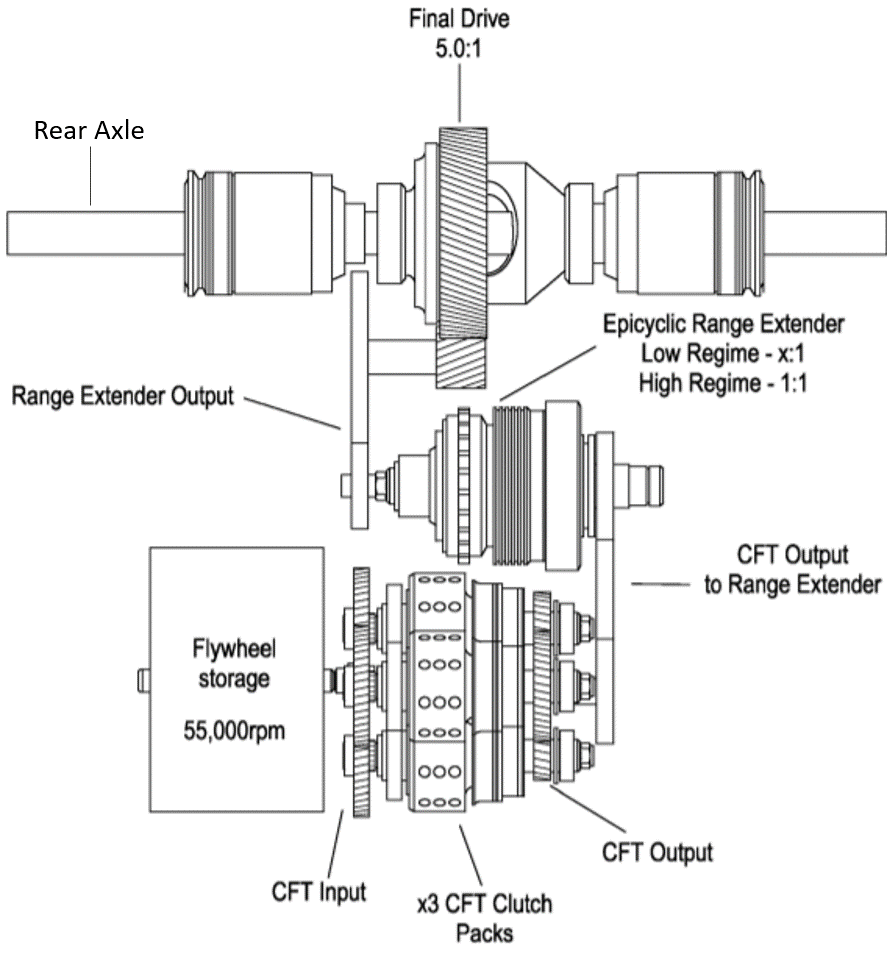 Final Drive
5.0:1
Rear Axle
Epicyclic Range Extender
Low Regime - x:1
High Regime - 1:1
Range Extender Output
CFT Output
to Range Extender
Flywheel
storage
55,000rpm
CFT Output
CFT Input
x3 CFT Clutch
Packs